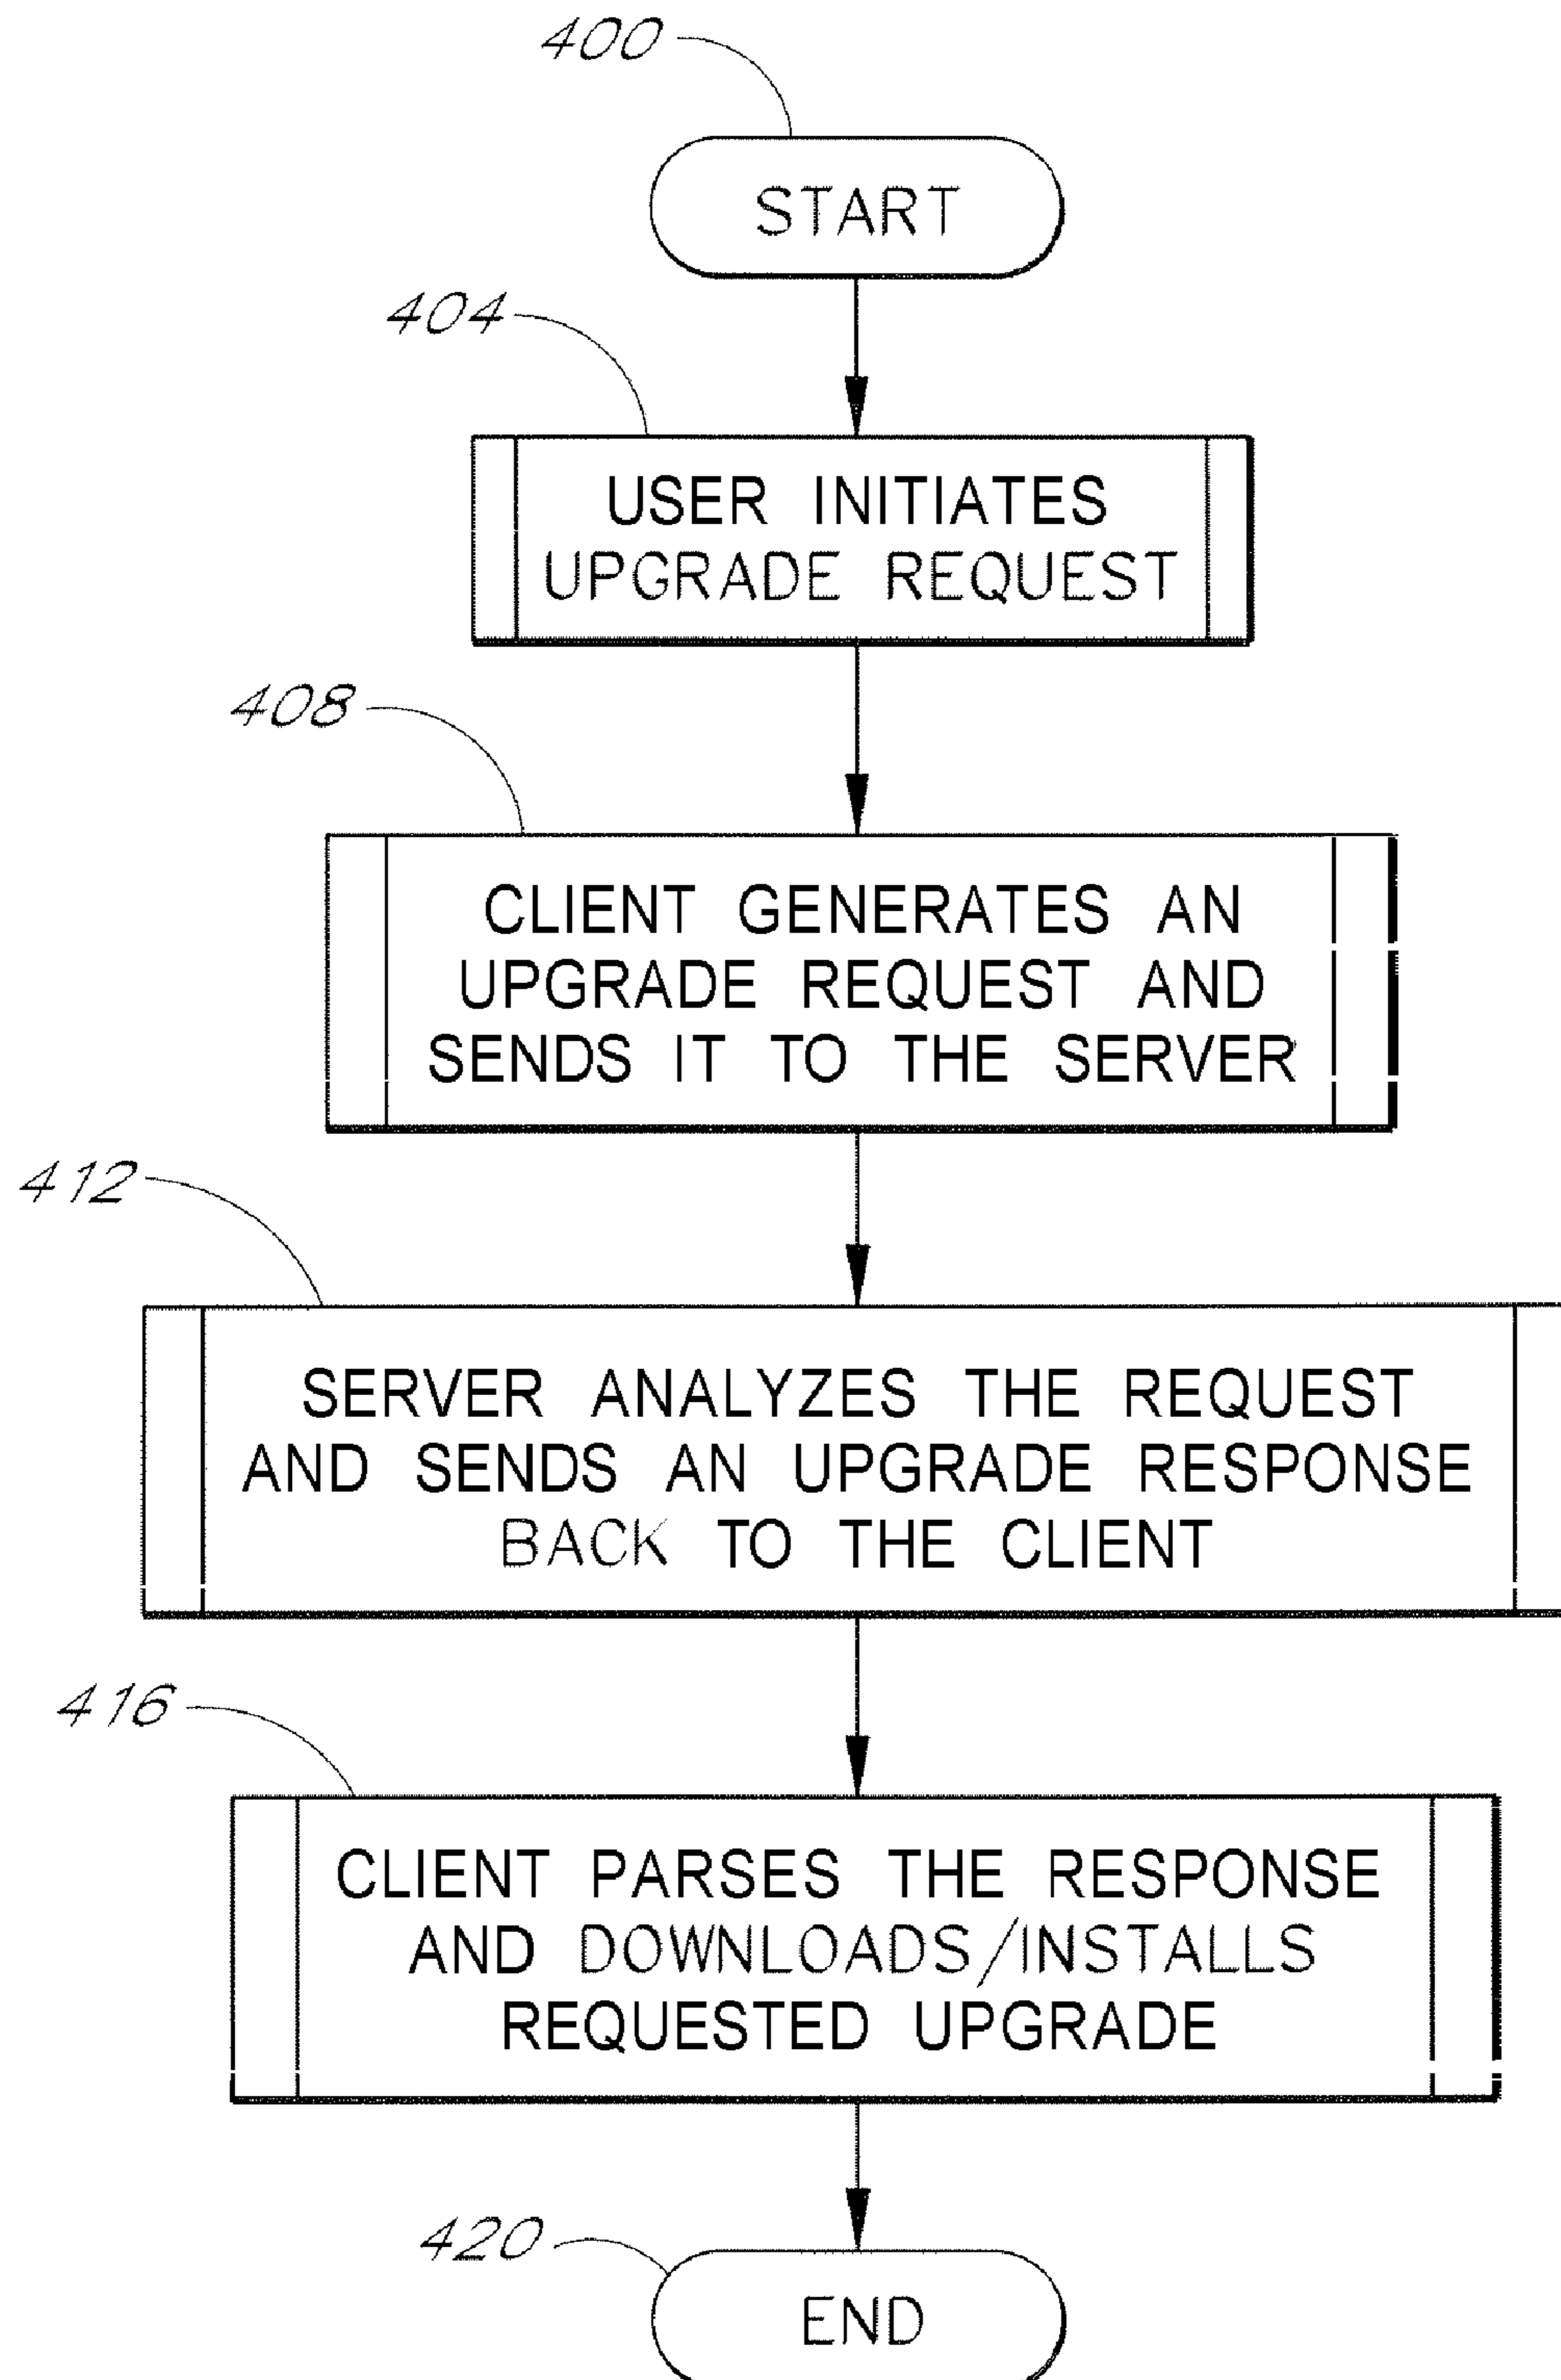 400
START
404
USER INITIATES
UPGRADE REQUEST
408
CLIENT GENERATES AN
UPGRADE REQUEST AND
SENDS IT TO THE SERVER
412
SERVER ANALYZES THE REQUEST
AND SENDS AN UPGRADE RESPONSE
BACK TO THE CLIENT
416
CLIENT PARSES THE RESPONSE
AND DOWNLOADS/INSTALLS
REQUESTED UPGRADE
420
END